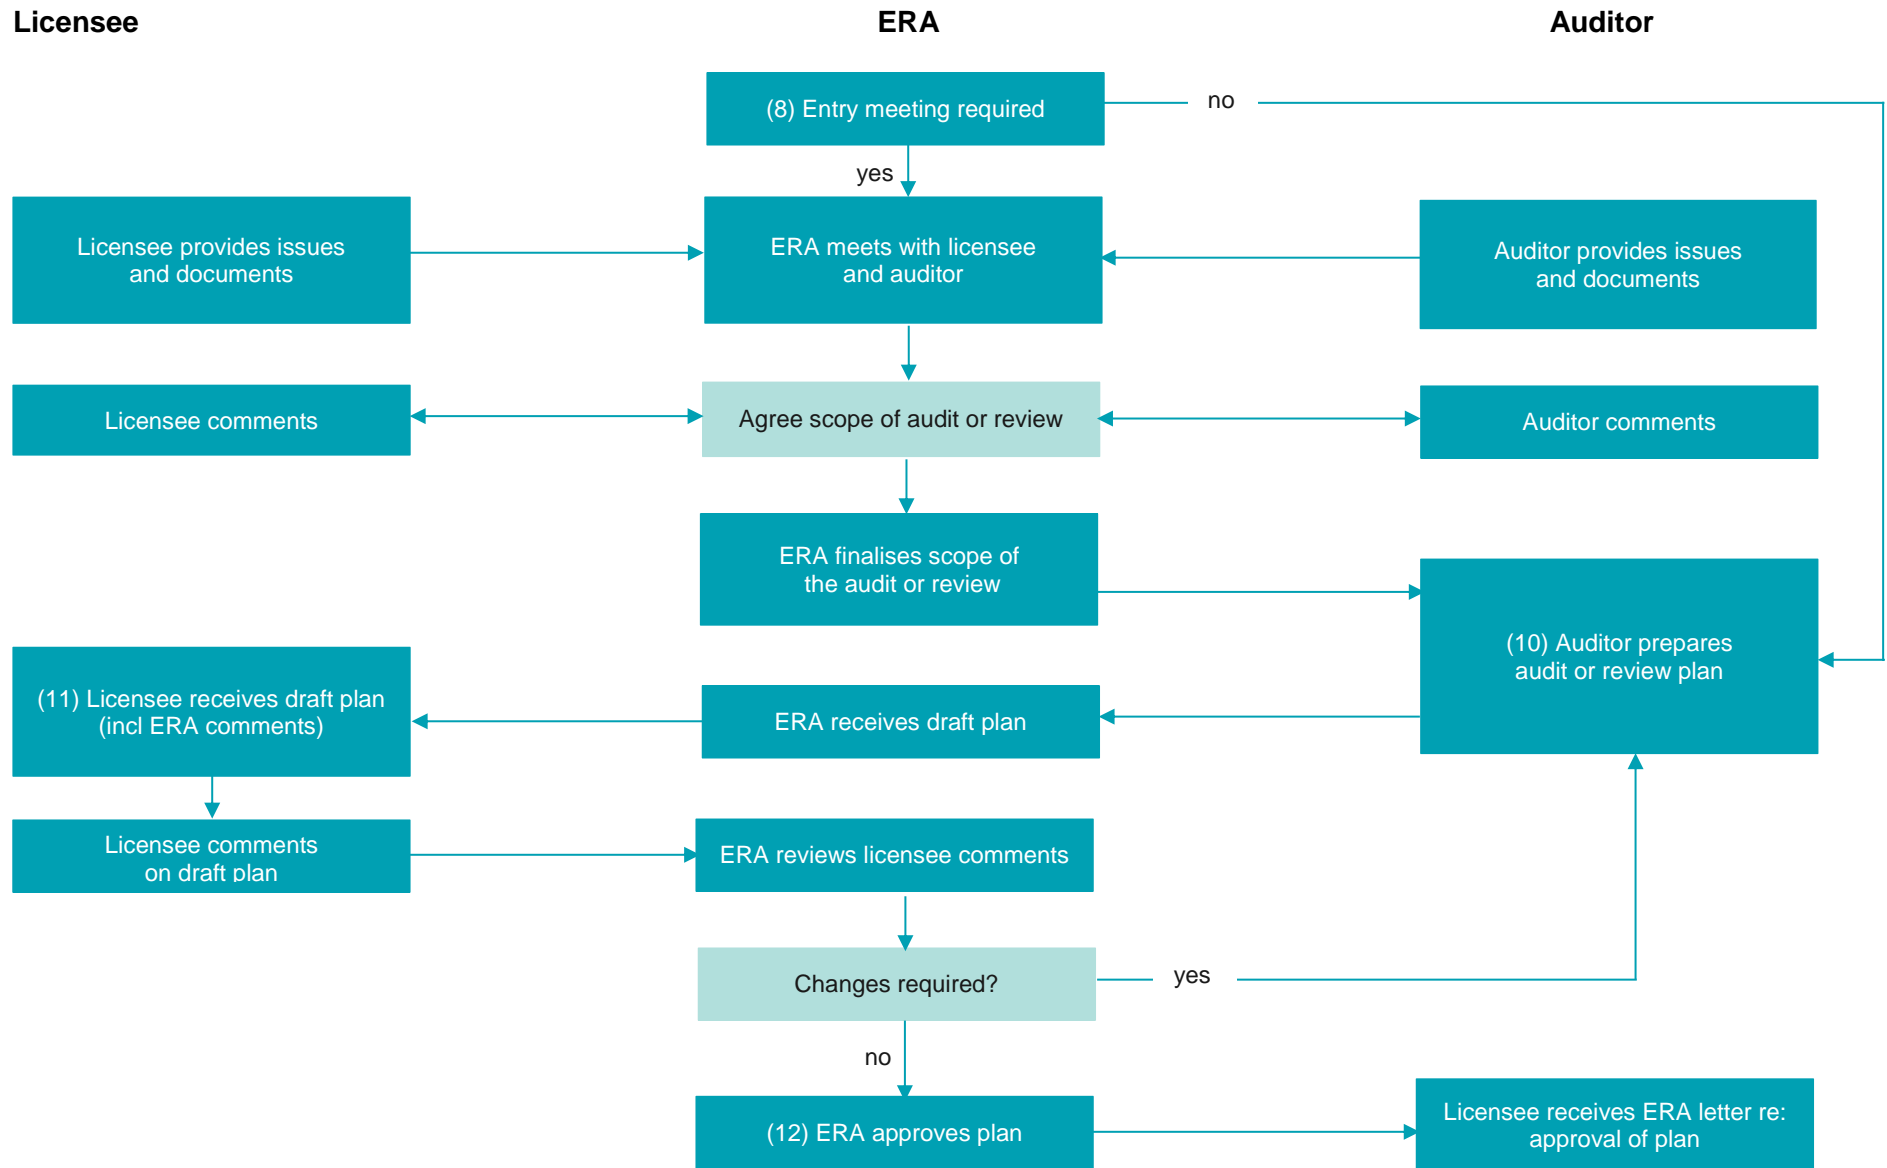 Licensee
ERA
Auditor
(8) Entry meeting required
no
yes
Licensee provides issues
and documents
ERA meets with licensee
and auditor
Auditor provides issues
and documents
Licensee comments
Agree scope of audit or review
Auditor comments
ERA finalises scope of
the audit or review
(10) Auditor prepares
audit or review plan
(11) Licensee receives draft plan
(incl ERA comments)
ERA receives draft plan
Licensee comments
on draft plan
ERA reviews licensee comments
Changes required?
yes
no
(12) ERA approves plan
Licensee receives ERA letter re:
approval of plan